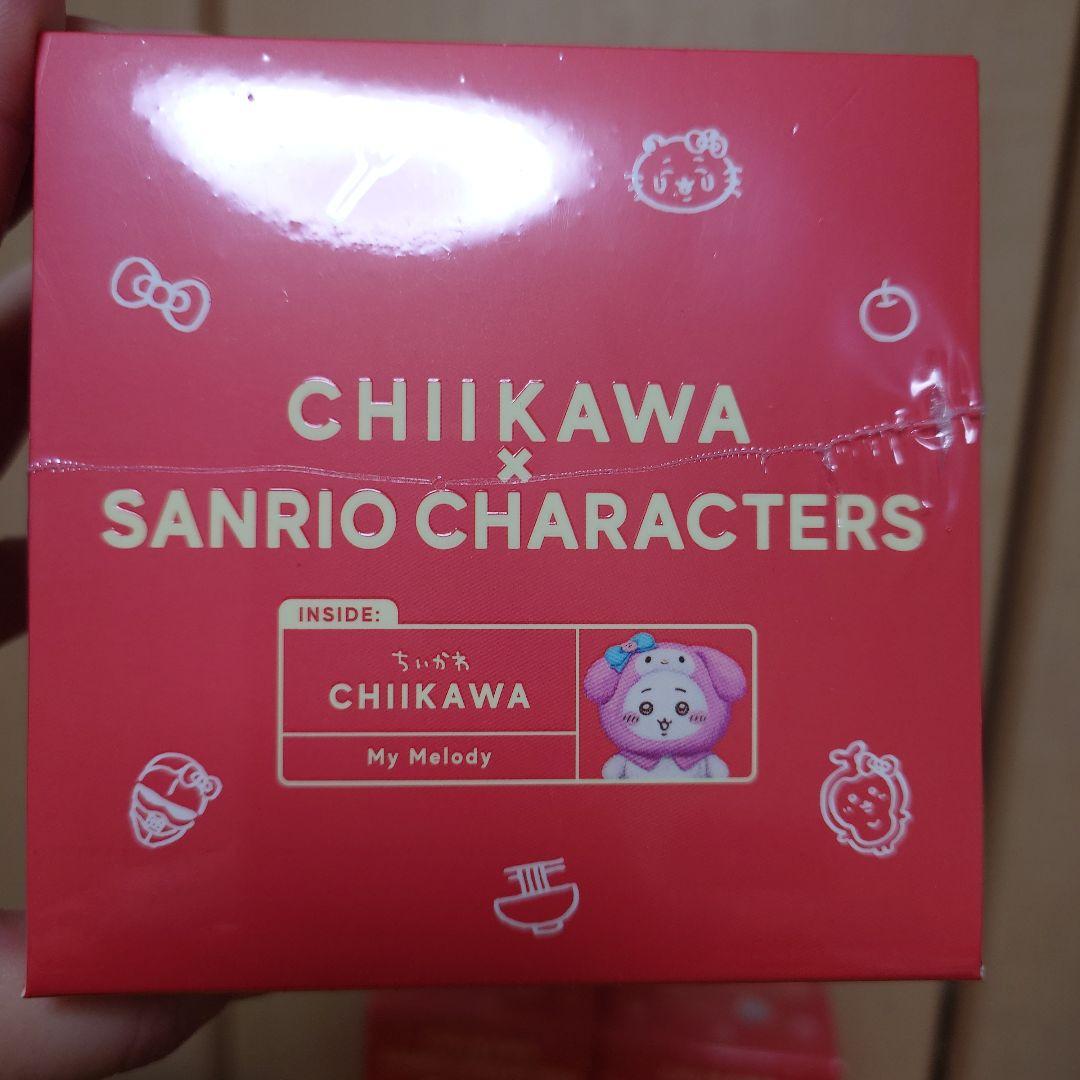 CHIIKAWA
×
SANRIO CHARACTERS
INSIDE:
ちいかわ
CHIIKAWA
My Melody